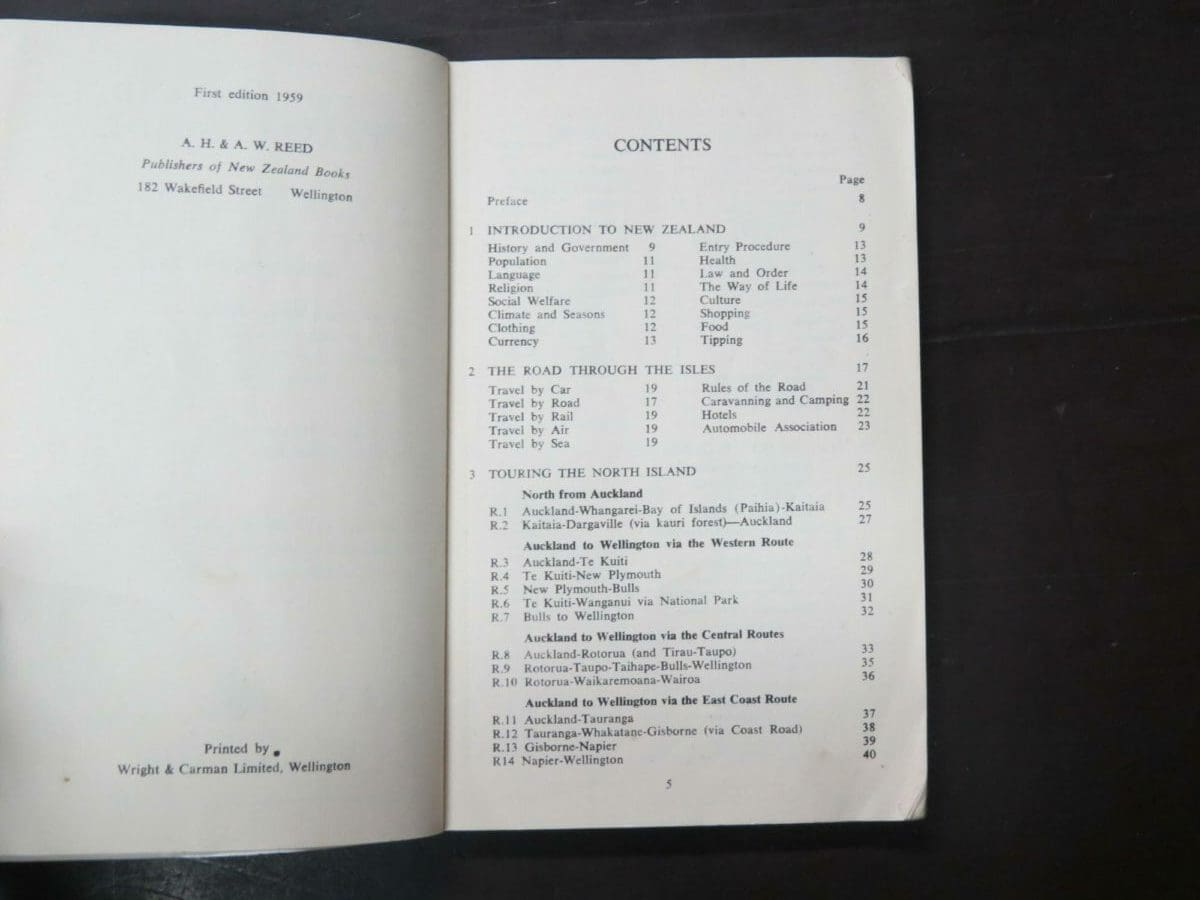 First edition 1959
A. H. & A. W. REED
Publishers of New Zealand Books
182 Wakefield Street Wellington
Printed by
Wright & Carman Limited, Wellington
CONTENTS
Page
Preface 8
1 INTRODUCTION TO NEW ZEALAND 9
History and Government 9 Entry Procedure 13
Population 11 Health 13
Language 11 Law and Order 14
Religion 11 The Way of Life 14
Social Welfare 12 Culture 15
Climate and Seasons 12 Shopping 15
Clothing 12 Food 15
Currency 13 Tipping 16
2 THE ROAD THROUGH THE ISLES 17
Travel by Car 19 Rules of the Road 21
Travel by Road 17 Caravanning and Camping 22
Travel by Rail 19 Hotels 22
Travel by Air 19 Automobile Association 23
Travel by Sea 19
3 TOURING THE NORTH ISLAND 25
North from Auckland
R.1 Auckland-Whangarei-Bay of Islands (Paihia)-Kaitaia 25
R.2 Kaitaia-Dargaville (via kauri forest)—Auckland 27
Auckland to Wellington via the Western Route
R.3 Auckland-Te Kuiti 28
R.4 Te Kuiti-New Plymouth 29
R.5 New Plymouth-Bulls 30
R.6 Te Kuiti-Wanganui via National Park 31
R.7 Bulls to Wellington 32
Auckland to Wellington via the Central Routes
R.8 Auckland-Rotorua (and Tirau-Taupo) 33
R.9 Rotorua-Taupo-Taihape-Bulls-Wellington 35
R.10 Rotorua-Waikaremoana-Wairoa 36
Auckland to Wellington via the East Coast Route
R.11 Auckland-Tauranga 37
R.12 Tauranga-Whakatane-Gisborne (via Coast Road) 38
R.13 Gisborne-Napier 39
R14 Napier-Wellington 40
5